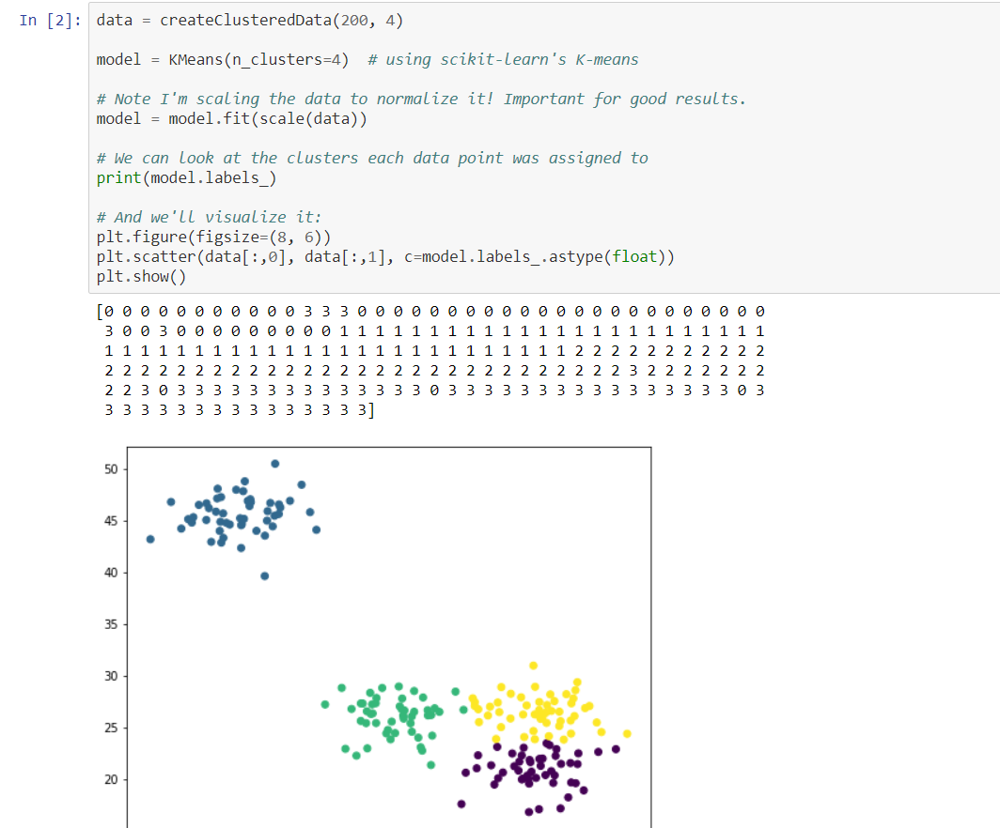 In [2]: data = createClusteredData(200, 4)
model = KMeans(n_clusters=4)  # using scikit-learn's K-means
# Note I'm scaling the data to normalize it! Important for good results.
model = model.fit(scale(data))
# We can look at the clusters each data point was assigned to
print(model.labels_)
# And we'll visualize it:
plt.figure(figsize=(8, 6))
plt.scatter(data[:,0], data[:,1], c=model.labels_.astype(float))
plt.show()
[0 0 0 0 0 0 0 0 0 0 0 3 3 3 0 0 0 0 0 0 0 0 0 0 0 0 0 0 0 0 0 0 0 0 0 0 0
3 0 0 3 0 0 0 0 0 0 0 0 0 1 1 1 1 1 1 1 1 1 1 1 1 1 1 1 1 1 1 1 1 1 1 1 1
1 1 1 1 1 1 1 1 1 1 1 1 1 1 1 1 1 1 1 1 1 1 1 1 1 1 2 2 2 2 2 2 2 2 2 2 2
2 2 2 2 2 2 2 2 2 2 2 2 2 2 2 2 2 2 2 2 2 2 2 2 2 2 2 2 2 3 2 2 2 2 2 2 2
2 2 3 0 3 3 3 3 3 3 3 3 3 3 3 3 3 3 0 3 3 3 3 3 3 3 3 3 3 3 3 3 3 3 3 0 3
3 3 3 3 3 3 3 3 3 3 3 3 3 3 3]
50
45
40
35
30
25
20